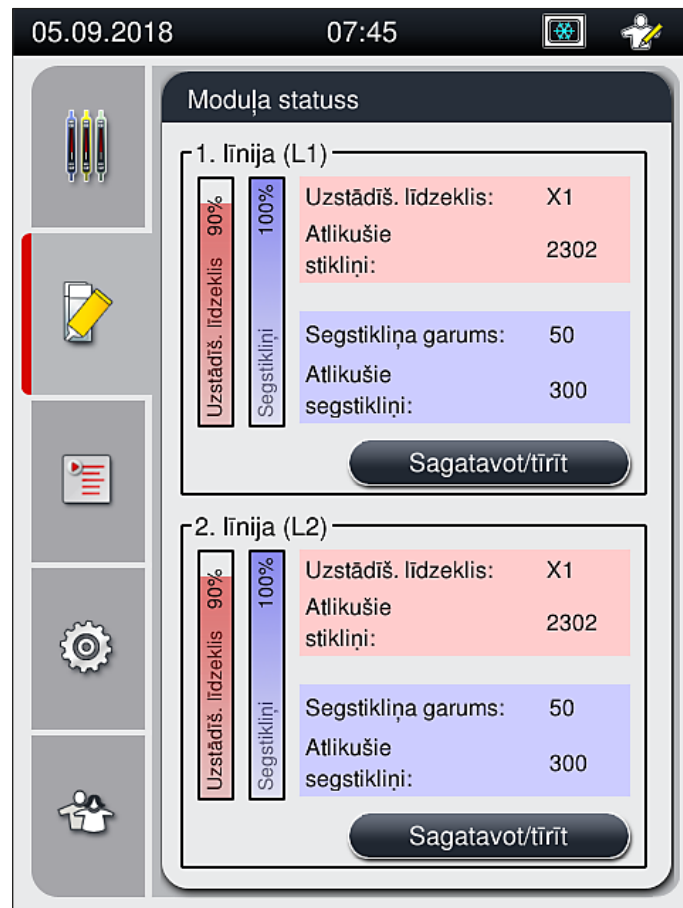 05.09.2018 07:45
Moduļa statuss
1. līnija (L1)
Uzstādīš. līdzeklis 90%
Segstikliņi 100%
Uzstādīš. līdzeklis: X1
Atlikušie
stikliņi: 2302
Segstikliņa garums: 50
Atlikušie
segstikliņi: 300
Sagatavot/tīrīt
2. līnija (L2)
Uzstādīš. līdzeklis 90%
Segstikliņi 100%
Uzstādīš. līdzeklis: X1
Atlikušie
stikliņi: 2302
Segstikliņa garums: 50
Atlikušie
segstikliņi: 300
Sagatavot/tīrīt